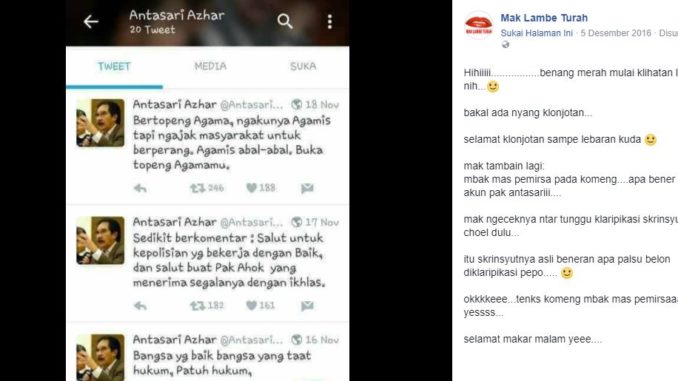 Antasari Azhar
20 Tweet
TWEET
MEDIA
SUKA
Antasari Azhar @Antasari... 18 Nov
Bertopeng Agama, ngakunya Agamis
tapi ngajak masyarakat untuk
berperang. Agamis abal-abal. Buka
topeng Agamamu.
246 188
Antasari Azhar @Antasari... 17 Nov
Sedikit berkomentar : Salut untuk
kepolisian yg bekerja dengan Baik,
dan salut buat Pak Ahok yang
menerima segalanya dengan ikhlas.
182 161
Antasari Azhar @Antasari... 16 Nov
Bangsa yg baik bangsa yang taat
hukum, Patuh hukum,
MAK LAMBE TURAH
Mak Lambe Turah
Sukai Halaman Ini · 5 Desember 2016 ·
Hihiiiii.................benang merah mulai klihatan
nih...
bakal ada nyang klonjotan...
selamat klonjotan sampe lebaran kuda
mak tambain lagi:
mbak mas pemirsa pada komeng....apa bener
akun pak antasariii....
mak ngeceknya ntar tunggu klaripikasi
choel dulu...
itu skrinsyutnya asli beneran apa palsu belon
diklaripikasi pepo.....
okkkkeee...tenks komeng mbak mas
yessss...
selamat makar malam yeee....